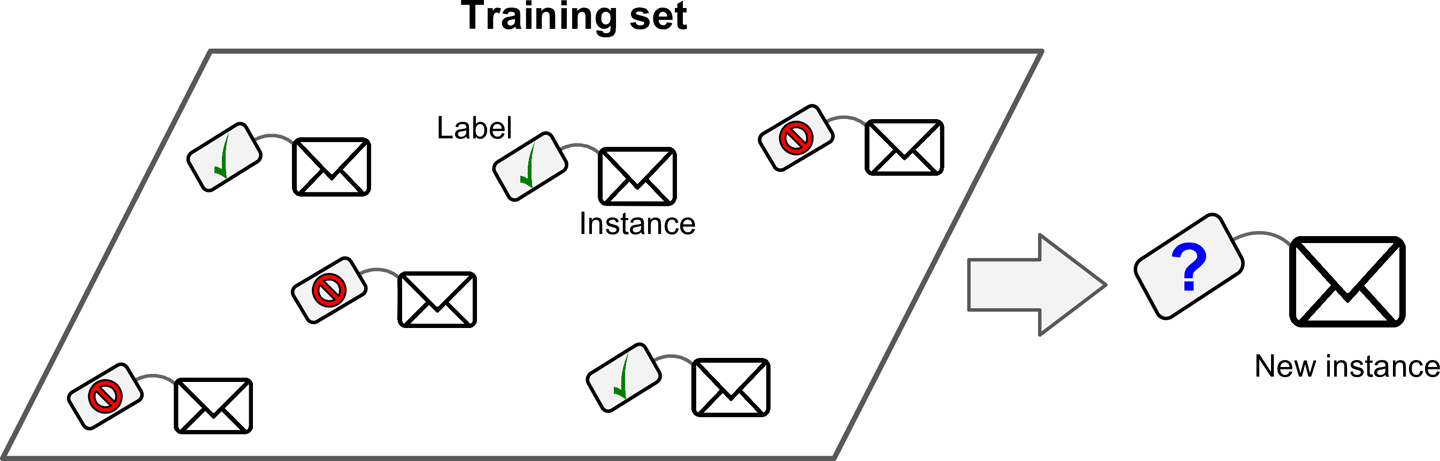 Training set
Label
Instance
?
New instance